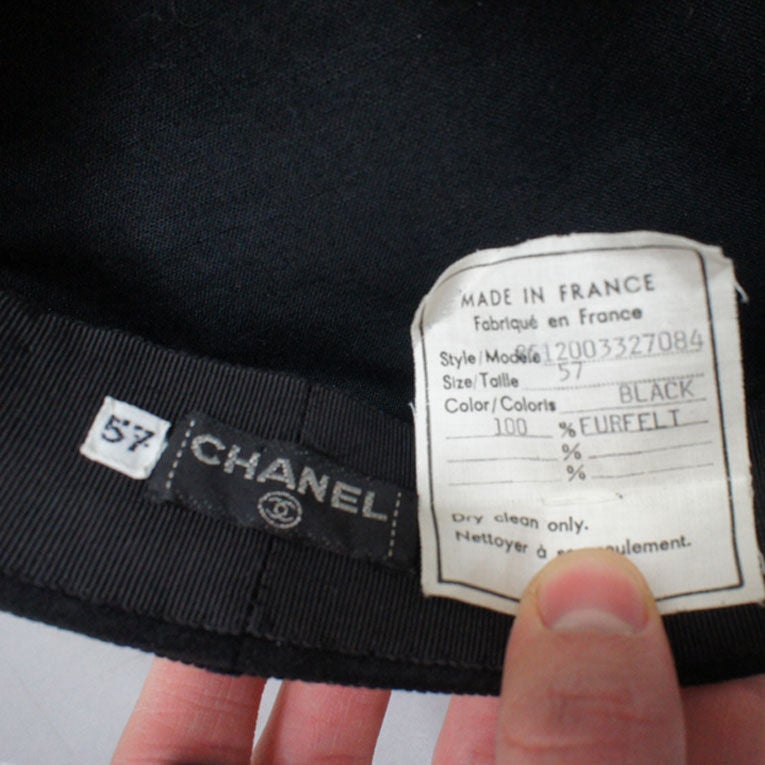 57
CHANEL
MADE IN FRANCE
Fabriqué en France
Style/Modèle 8612003327084
Size/Taille 57
Color/Coloris BLACK
100 % FURFELT
%
%
Dry clean only.
Nettoyer à